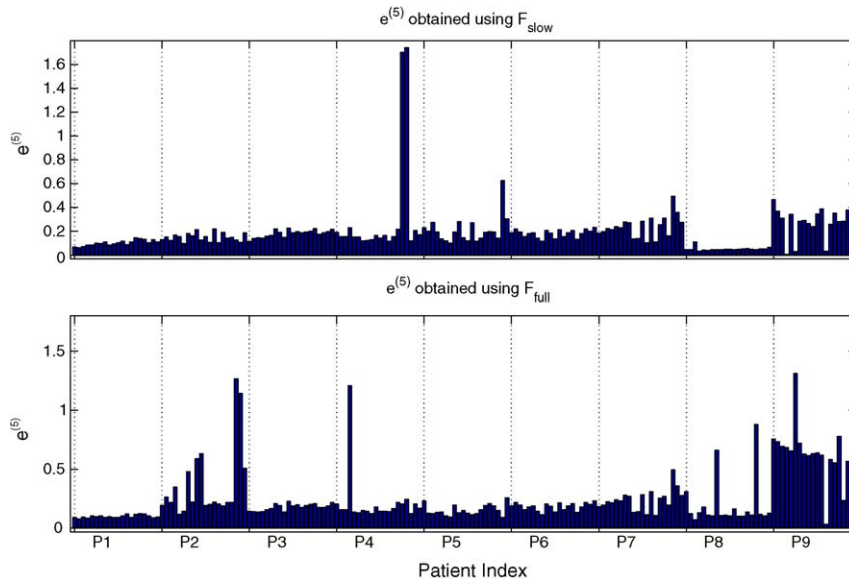 e^(5) obtained using F_slow
1.6
1.4
1.2
1
0.8
0.6
0.4
0.2
0
e^(5)
e^(5) obtained using F_full
1.5
1
0.5
0
e^(5)
P1 P2 P3 P4 P5 P6 P7 P8 P9
Patient Index